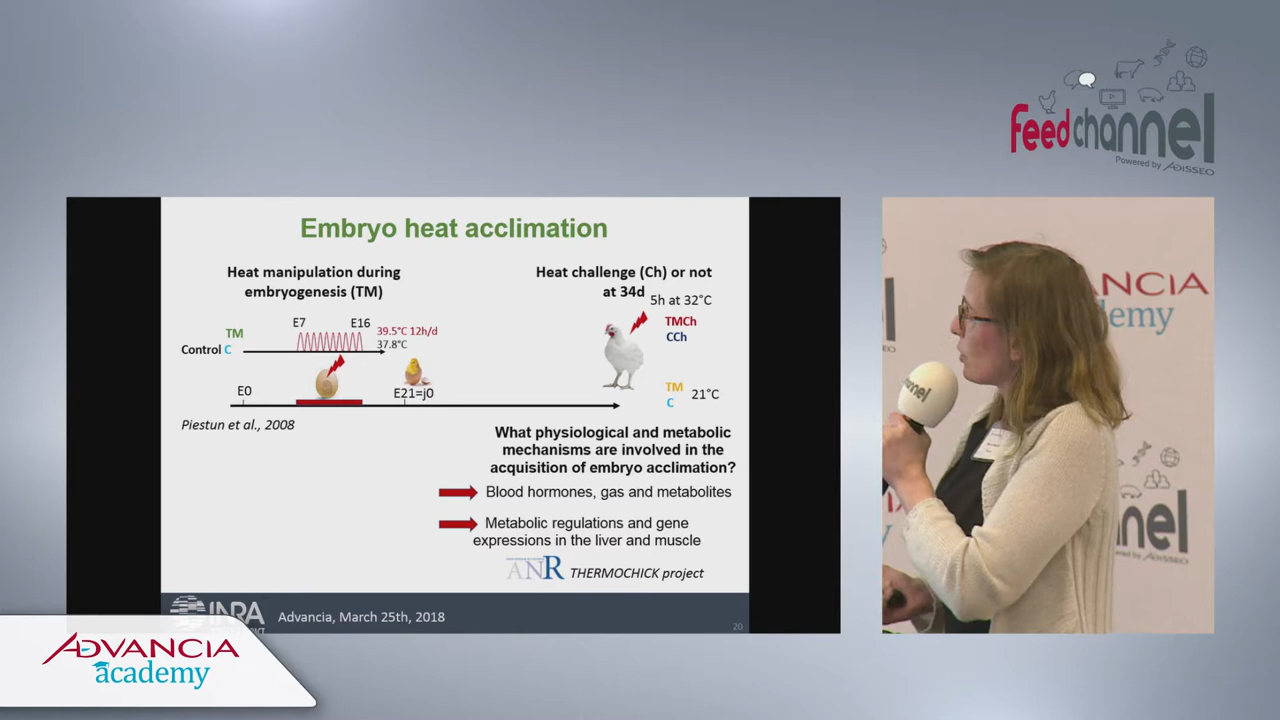 feedchannel
Powered by ADISSEO
Embryo heat acclimation
Heat manipulation during
embryogenesis (TM)
Heat challenge (Ch) or not
at 34d
5h at 32°C
TMCh
CCh
E7
E16
TM
39.5°C 12h/d
37.8°C
Control C
E0
E21=j0
TM
C
21°C
Piestun et al., 2008
What physiological and metabolic
mechanisms are involved in the
acquisition of embryo acclimation?
Blood hormones, gas and metabolites
Metabolic regulations and gene
expressions in the liver and muscle
ANR
THERMOCHICK project
INRA
Advancia, March 25th, 2018
20
ADVANCIA
academy